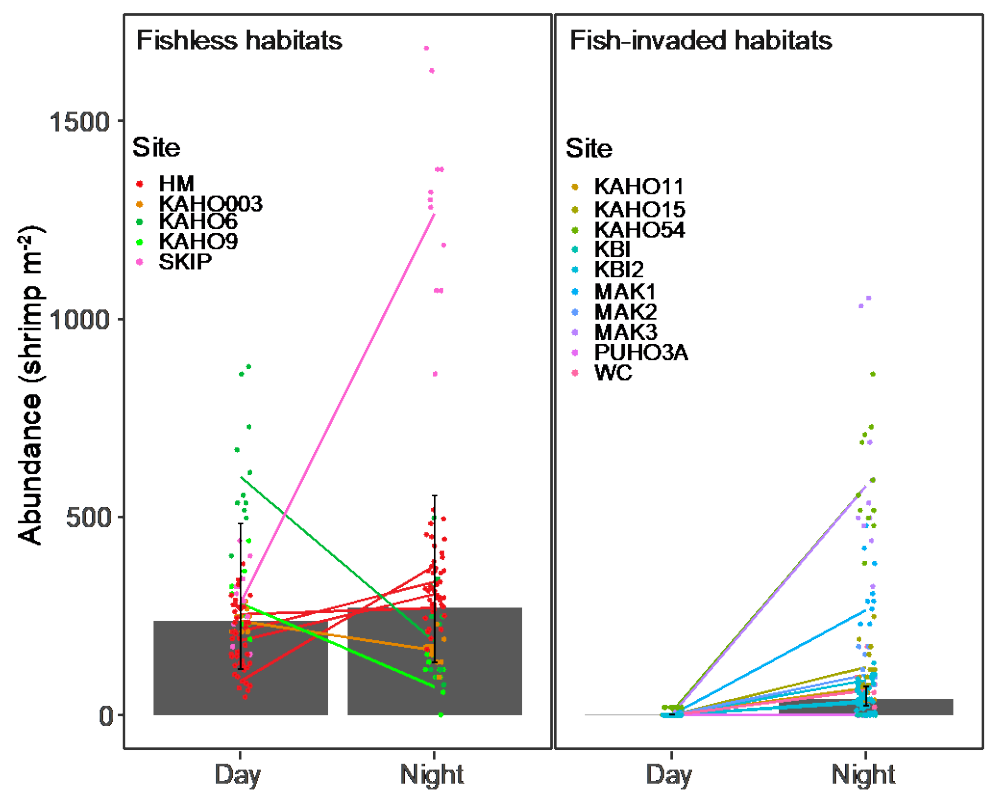 Fishless habitats
Fish-invaded habitats
Abundance (shrimp m⁻²)
1500
1000
500
0
Site
HM
KAHO003
KAHO6
KAHO9
SKIP
Site
KAHO11
KAHO15
KAHO54
KBI
KBI2
MAK1
MAK2
MAK3
PUHO3A
WC
Day
Night
Day
Night